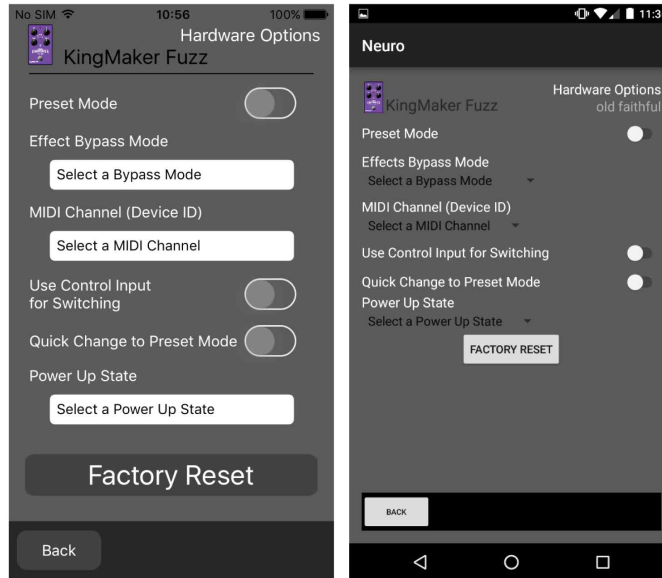 No SIM 10:56 100%
Hardware Options
KingMaker Fuzz
Preset Mode
Effect Bypass Mode
Select a Bypass Mode
MIDI Channel (Device ID)
Select a MIDI Channel
Use Control Input
for Switching
Quick Change to Preset Mode
Power Up State
Select a Power Up State
Factory Reset
Back
11:3
Neuro
Hardware Options
KingMaker Fuzz
old faithful
Preset Mode
Effects Bypass Mode
Select a Bypass Mode
MIDI Channel (Device ID)
Select a MIDI Channel
Use Control Input for Switching
Quick Change to Preset Mode
Power Up State
Select a Power Up State
FACTORY RESET
BACK